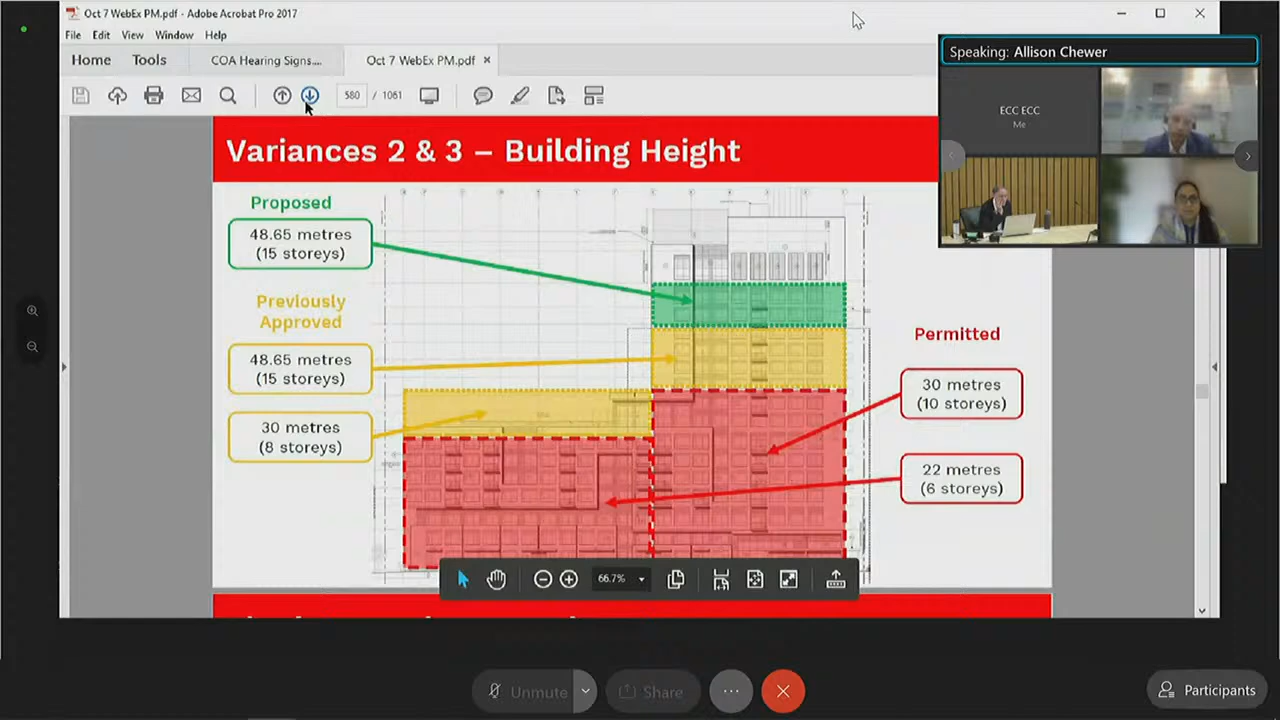 Oct 7 WebEx PM.pdf - Adobe Acrobat Pro 2017
File Edit View Window Help
Home Tools COA Hearing Signs.... Oct 7 WebEx PM.pdf ×
580 / 1061
Speaking: Allison Chewer
ECC ECC
Me
Variances 2 & 3 – Building Height
Proposed
48.65 metres
(15 storeys)
Previously
Approved
48.65 metres
(15 storeys)
30 metres
(8 storeys)
Permitted
30 metres
(10 storeys)
22 metres
(6 storeys)
66.7%
Unmute
Share
Participants